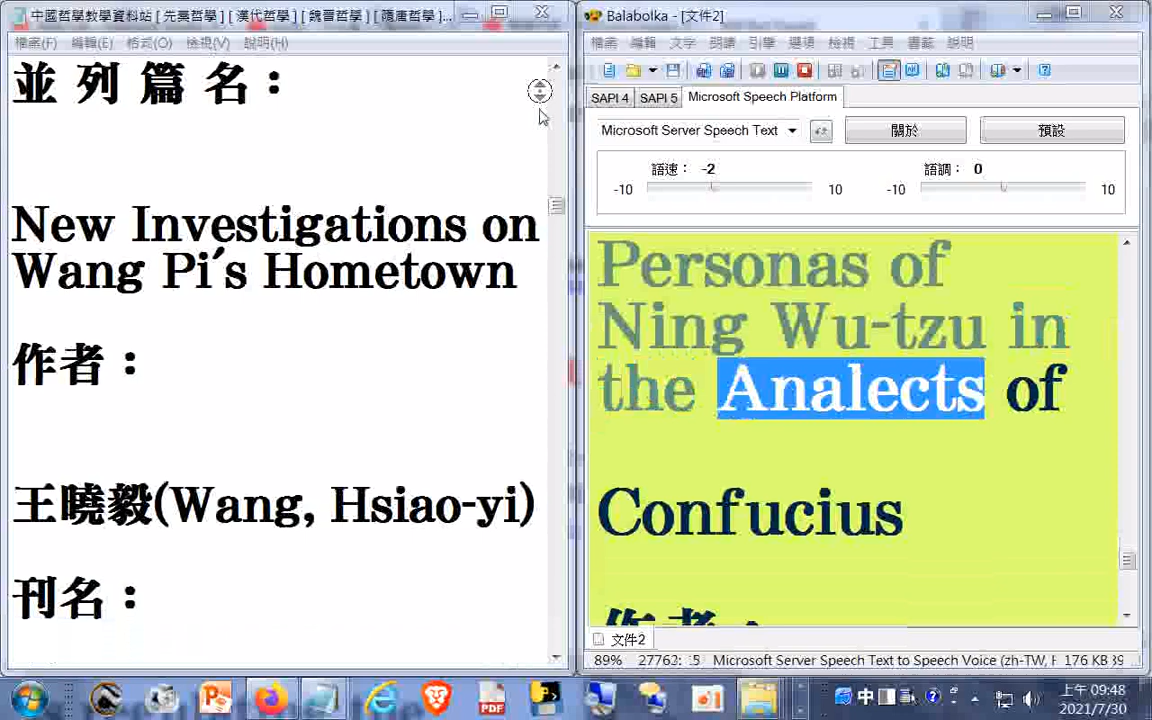 中國哲學教學資料站 [ 先秦哲學 ] [ 漢代哲學 ] [ 魏晉哲學 ] [ 隋唐哲學 ]...
檔案(F) 編輯(E) 格式(O) 檢視(V) 說明(H)
並 列 篇 名：
New Investigations on
Wang Pi's Hometown
作者：
王曉毅(Wang, Hsiao-yi)
刊名：
Balabolka - [文件2]
檔案 編輯 文字 朗讀 引擎 選項 檢視 工具 書籤 說明
SAPI 4 SAPI 5 Microsoft Speech Platform
Microsoft Server Speech Text 關於 預設
語速： -2 語調： 0
-10 10 -10 10
Personas of
Ning Wu-tzu in
the Analects of
Confucius
作者：
文件2
89% 27762: 15 Microsoft Server Speech Text to Speech Voice (zh-TW, H 176 KB
PDF
中
上午 09:48
2021/7/30